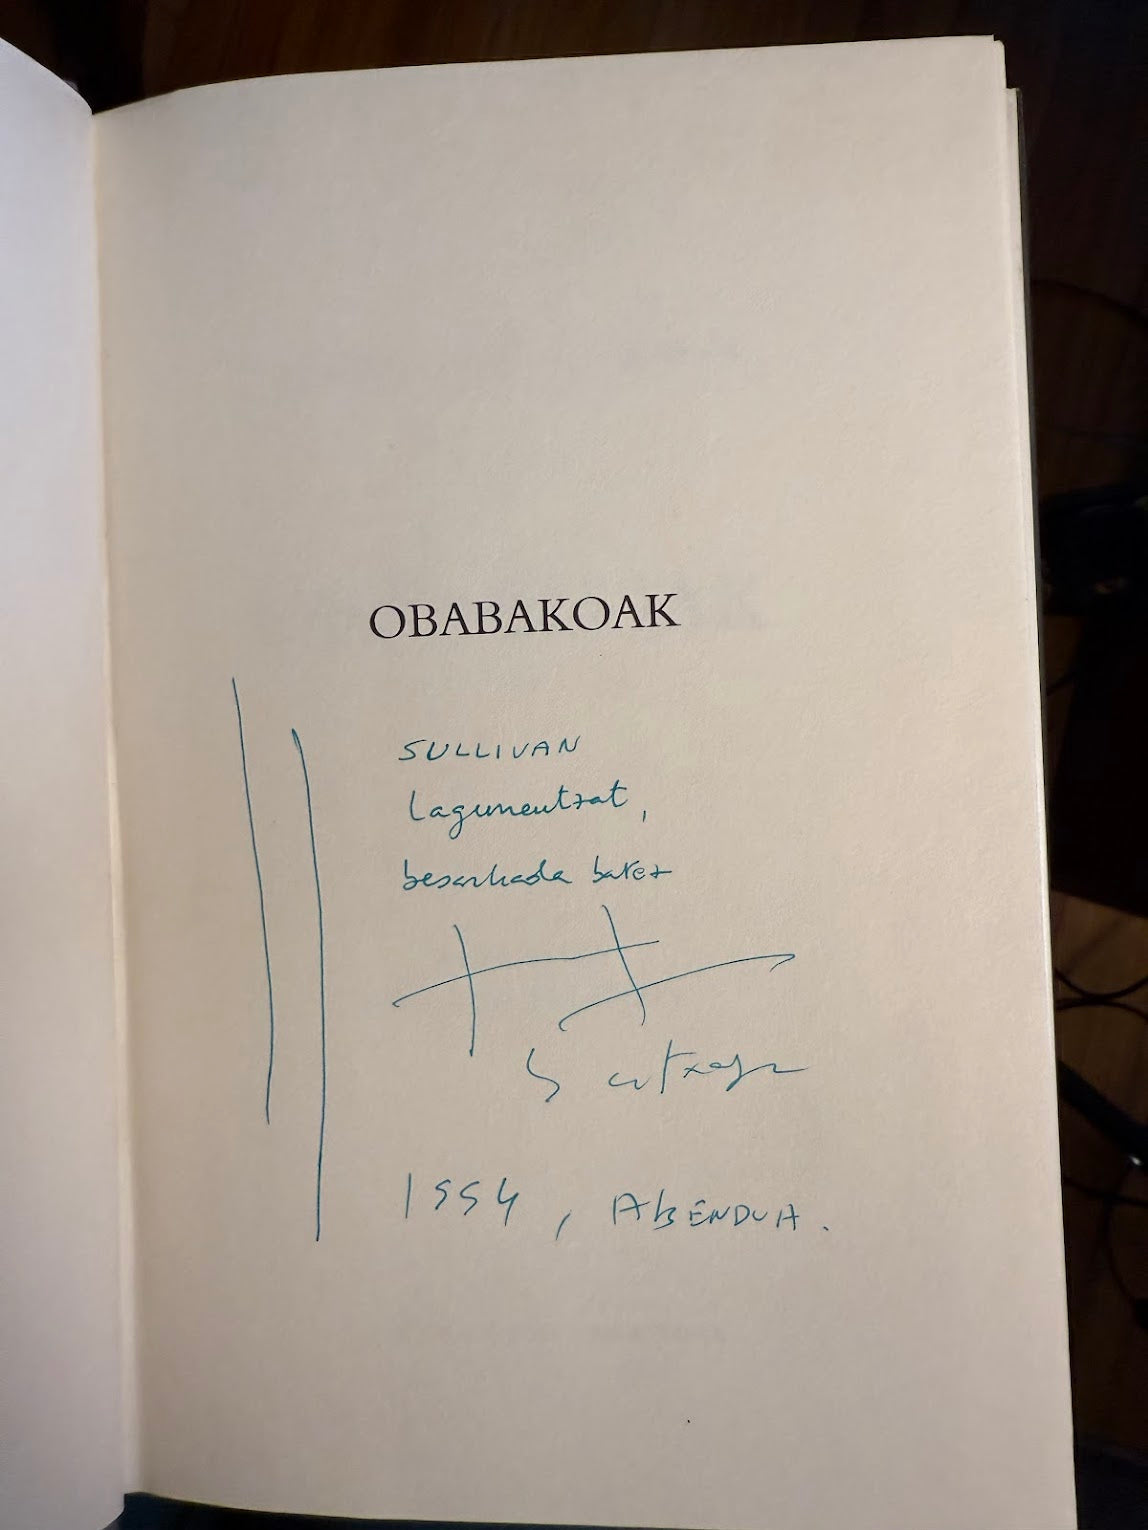 OBABAKOAK
SULLIVAN
Lagunentzat,
besarkada batez
1994, ABENDUA.